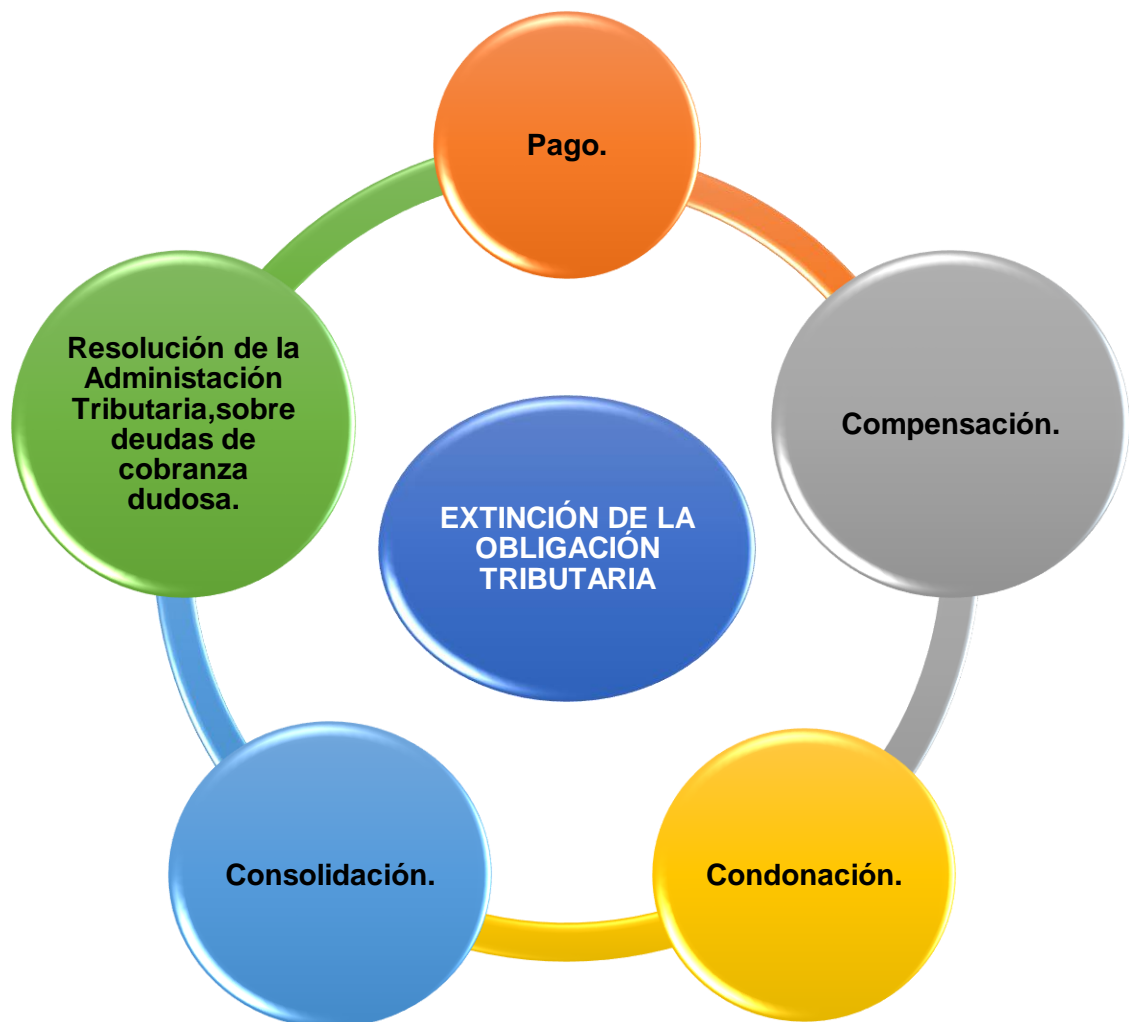 Pago.
Compensación.
Condonación.
Consolidación.
Resolución de la
Administación
Tributaria,sobre
deudas de
cobranza
dudosa.
EXTINCIÓN DE LA
OBLIGACIÓN
TRIBUTARIA